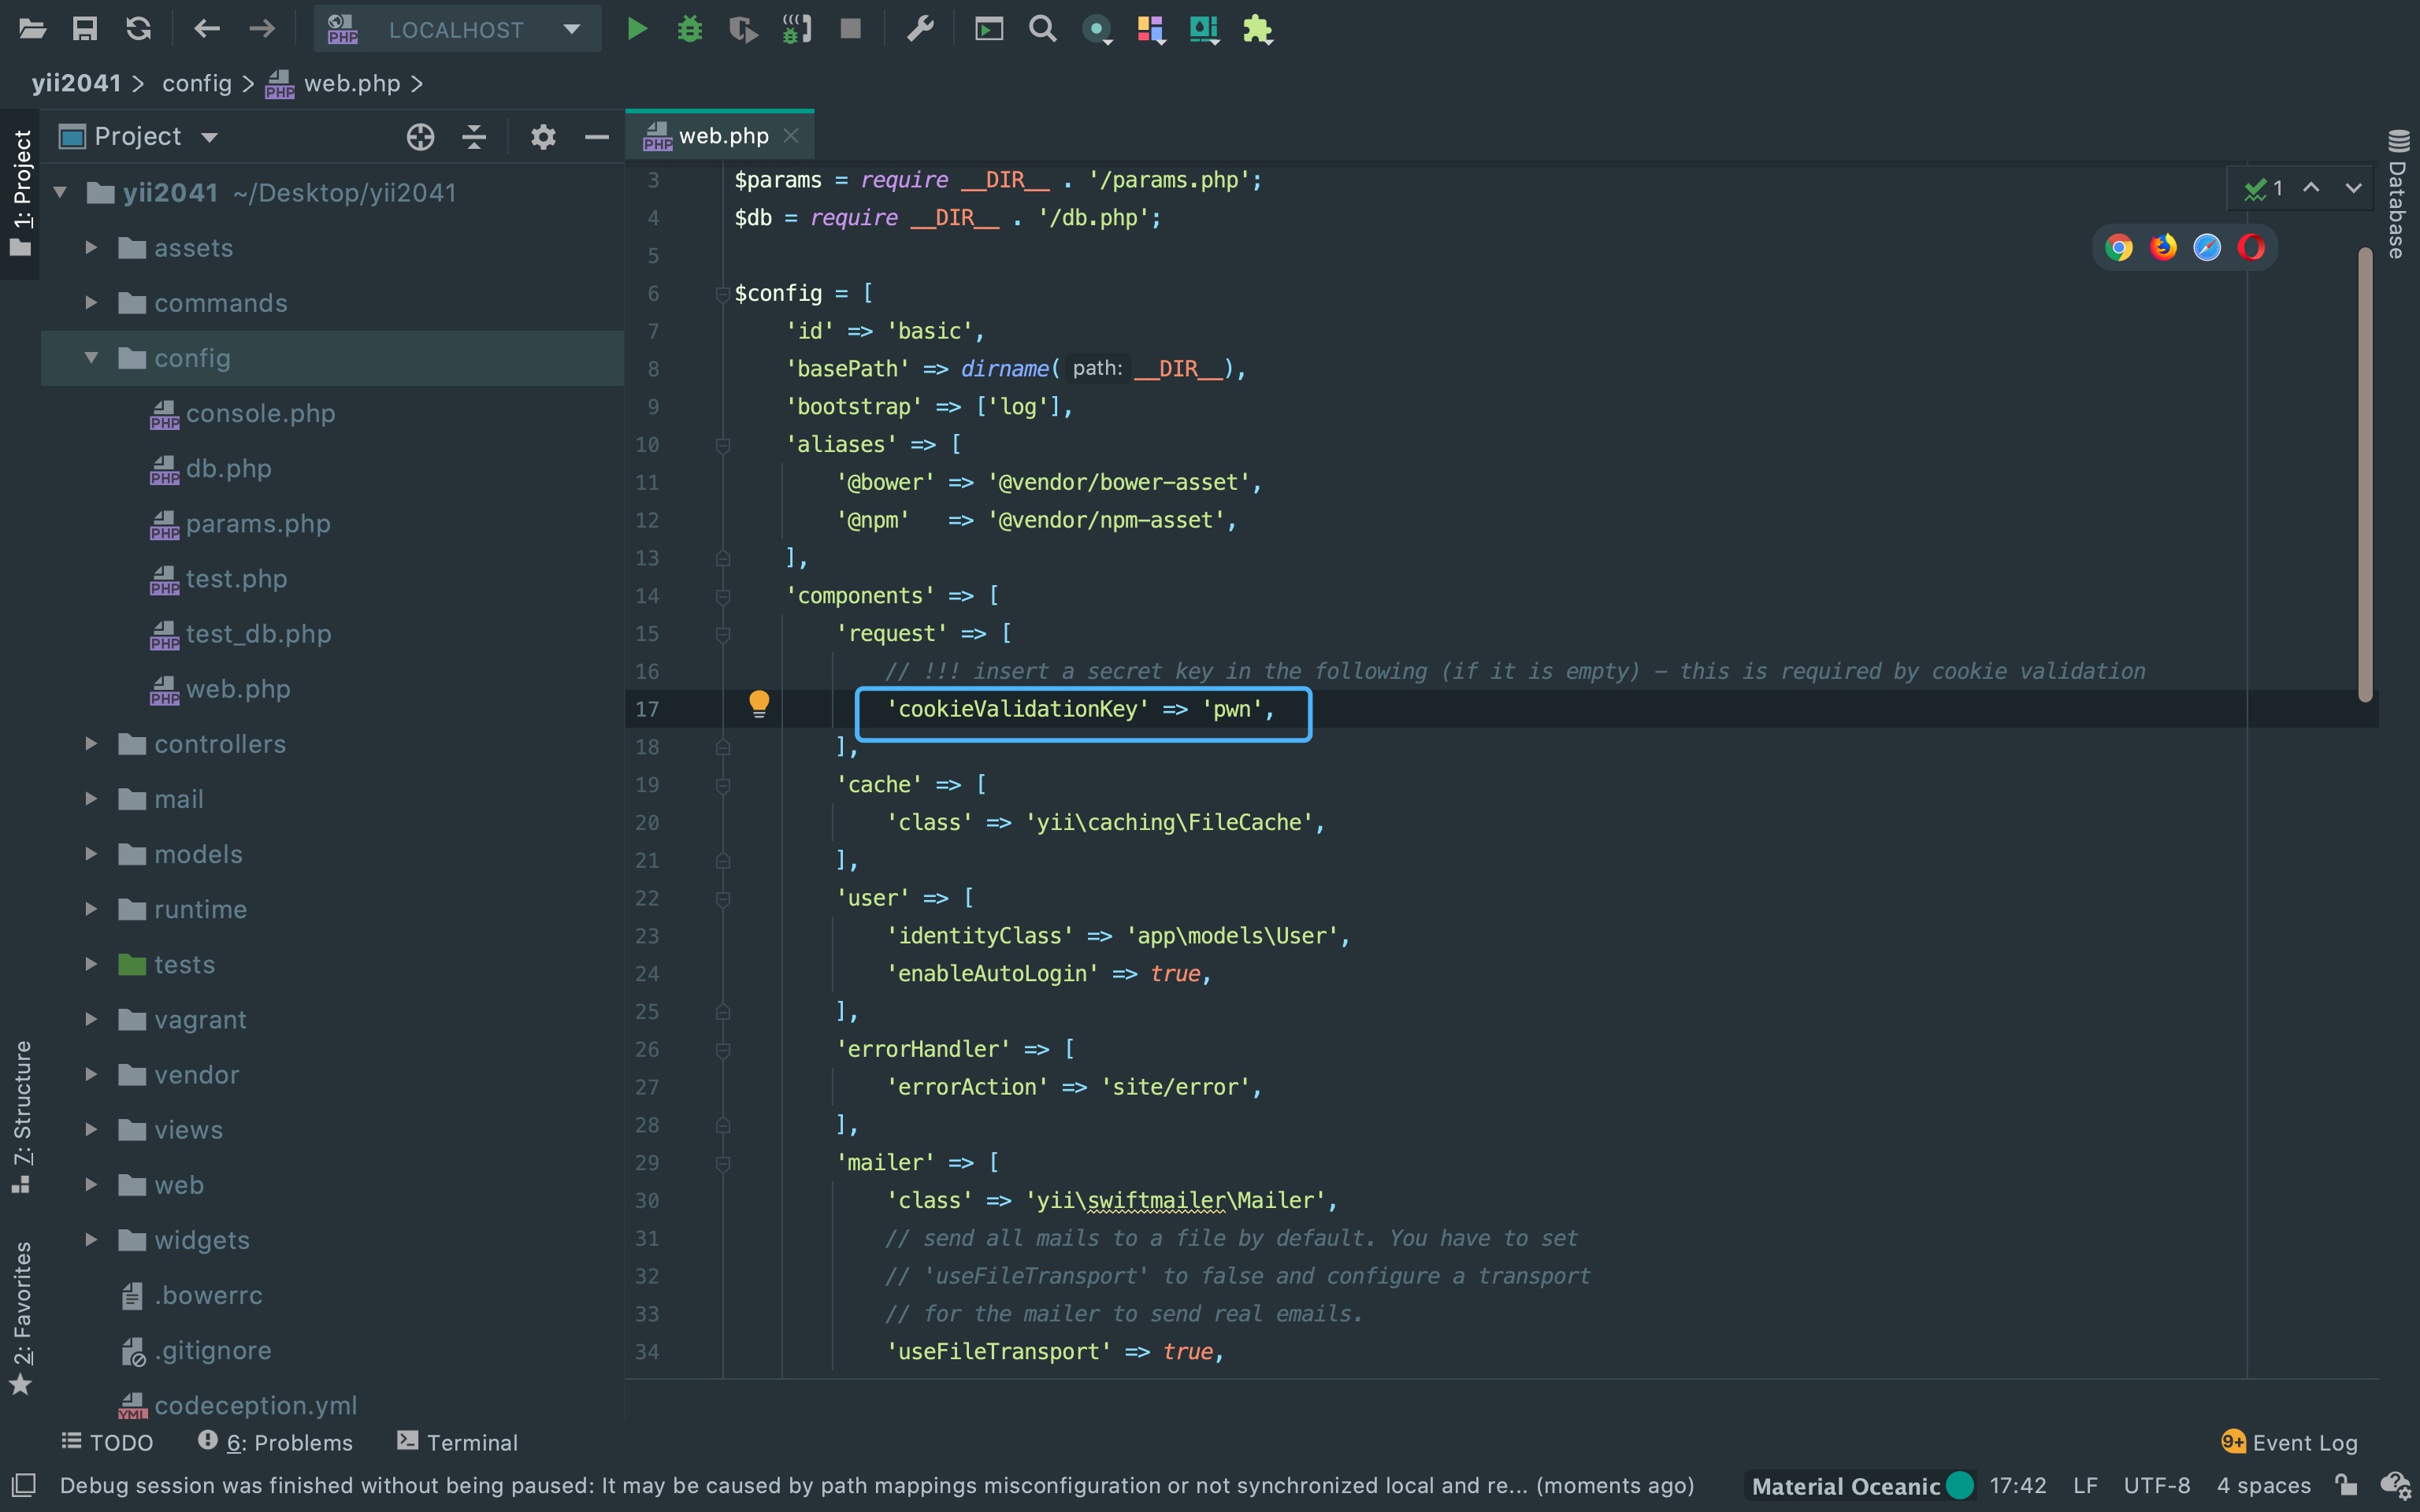 LOCALHOST
yii2041 config web.php
1: Project
Project
yii2041 ~/Desktop/yii2041
assets
commands
config
console.php
db.php
params.php
test.php
test_db.php
web.php
controllers
mail
models
runtime
tests
vagrant
vendor
views
web
widgets
.bowerrc
.gitignore
codeception.yml
7: Structure
2: Favorites
web.php
3 $params = require __DIR__ . '/params.php';
4 $db = require __DIR__ . '/db.php';
5
6 $config = [
7 'id' => 'basic',
8 'basePath' => dirname( path: __DIR__),
9 'bootstrap' => ['log'],
10 'aliases' => [
11 '@bower' => '@vendor/bower-asset',
12 '@npm'   => '@vendor/npm-asset',
13 ],
14 'components' => [
15 'request' => [
16 // !!! insert a secret key in the following (if it is empty) - this is required by cookie validation
17 'cookieValidationKey' => 'pwn',
18 ],
19 'cache' => [
20 'class' => 'yii\caching\FileCache',
21 ],
22 'user' => [
23 'identityClass' => 'app\models\User',
24 'enableAutoLogin' => true,
25 ],
26 'errorHandler' => [
27 'errorAction' => 'site/error',
28 ],
29 'mailer' => [
30 'class' => 'yii\swiftmailer\Mailer',
31 // send all mails to a file by default. You have to set
32 // 'useFileTransport' to false and configure a transport
33 // for the mailer to send real emails.
34 'useFileTransport' => true,
1
Database
TODO 6: Problems Terminal
9+ Event Log
Debug session was finished without being paused: It may be caused by path mappings misconfiguration or not synchronized local and re... (moments ago) Material Oceanic 17:42 LF UTF-8 4 spaces